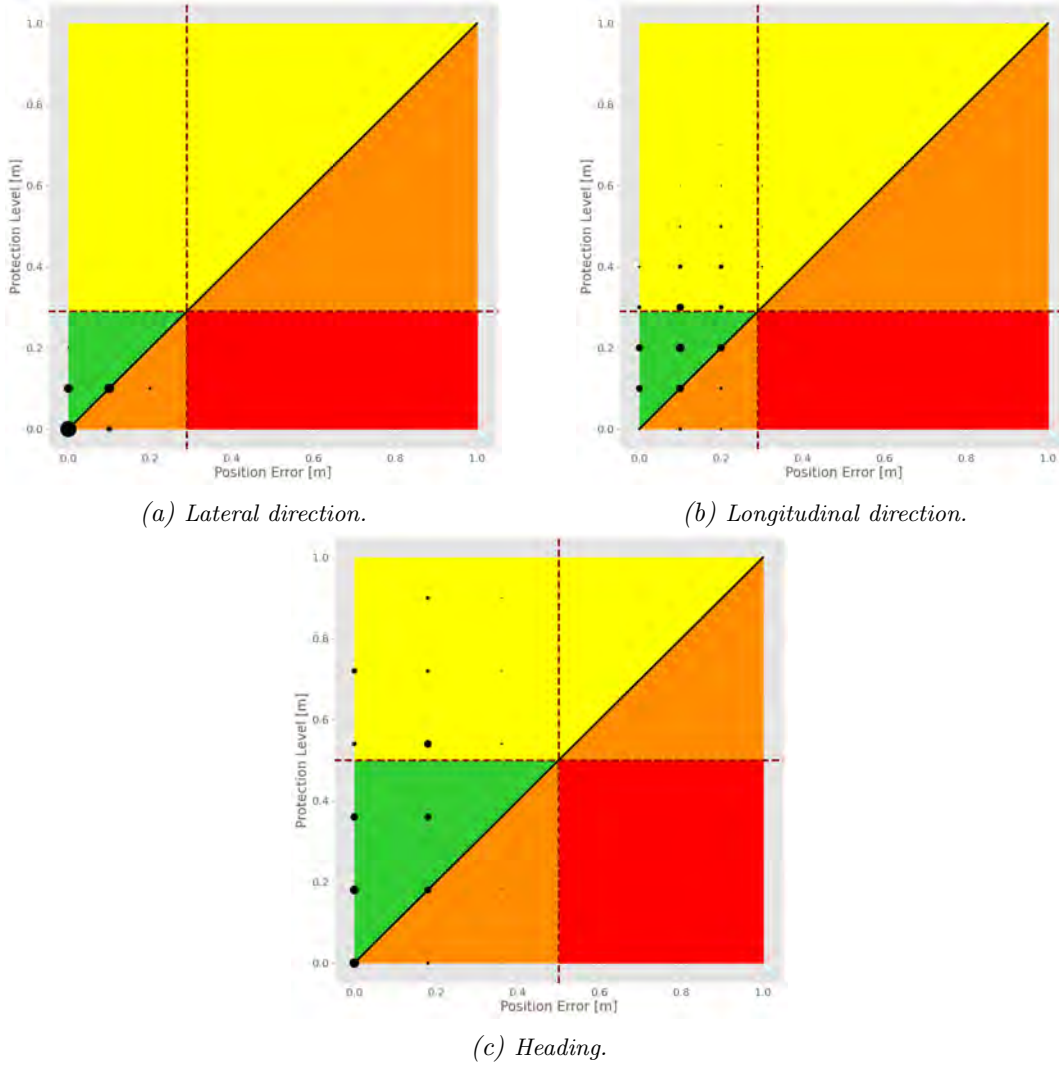 1.0
0.8
0.6
0.4
0.2
0.0
Protection Level [m]
0.0 0.2 0.4 0.6 0.8 1.0
Position Error [m]
(a) Lateral direction.
1.0
0.8
0.6
0.4
0.2
0.0
Protection Level [m]
0.0 0.2 0.4 0.6 0.8 1.0
Position Error [m]
(b) Longitudinal direction.
1.0
0.8
0.6
0.4
0.2
0.0
Protection Level [m]
0.0 0.2 0.4 0.6 0.8 1.0
Position Error [m]
(c) Heading.